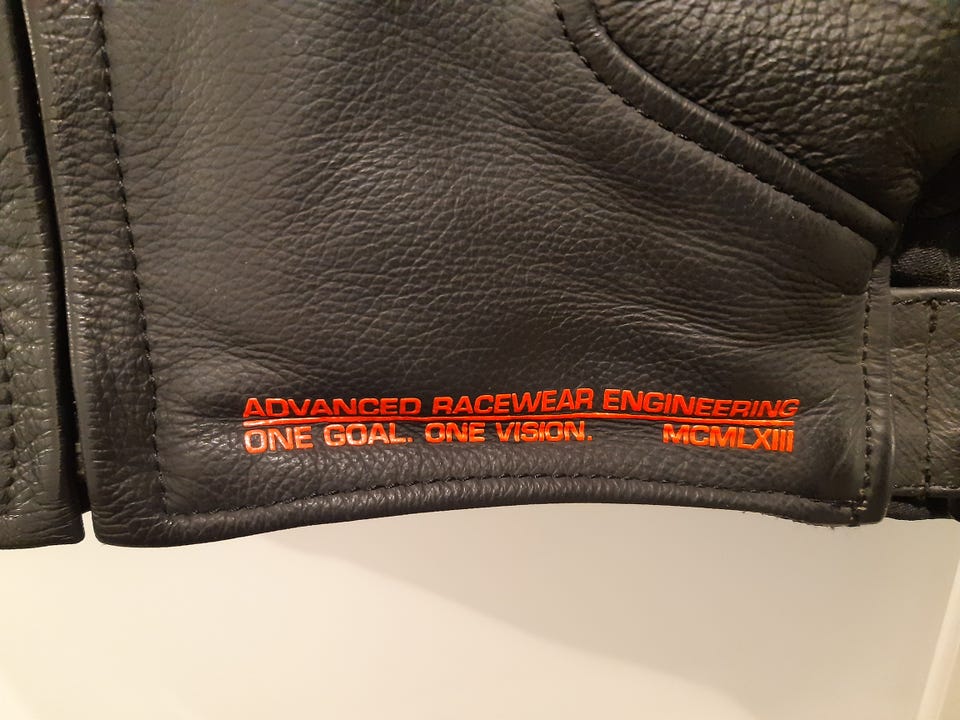 ADVANCED RACEWEAR ENGINEERING
ONE GOAL. ONE VISION. MCMLXIII